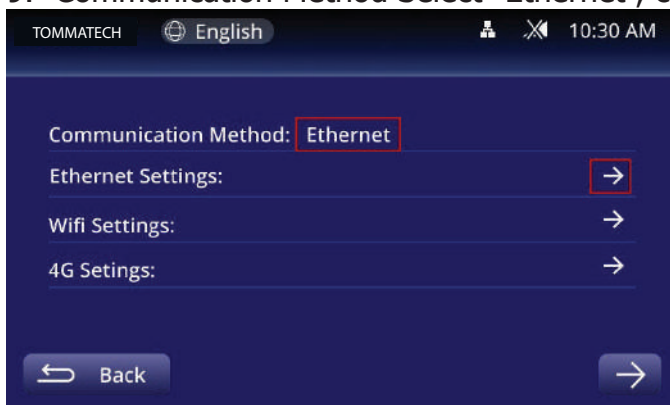 TOMMATECH English 10:30 AM
Communication Method: Ethernet
Ethernet Settings:
Wifi Settings:
4G Setings:
Back